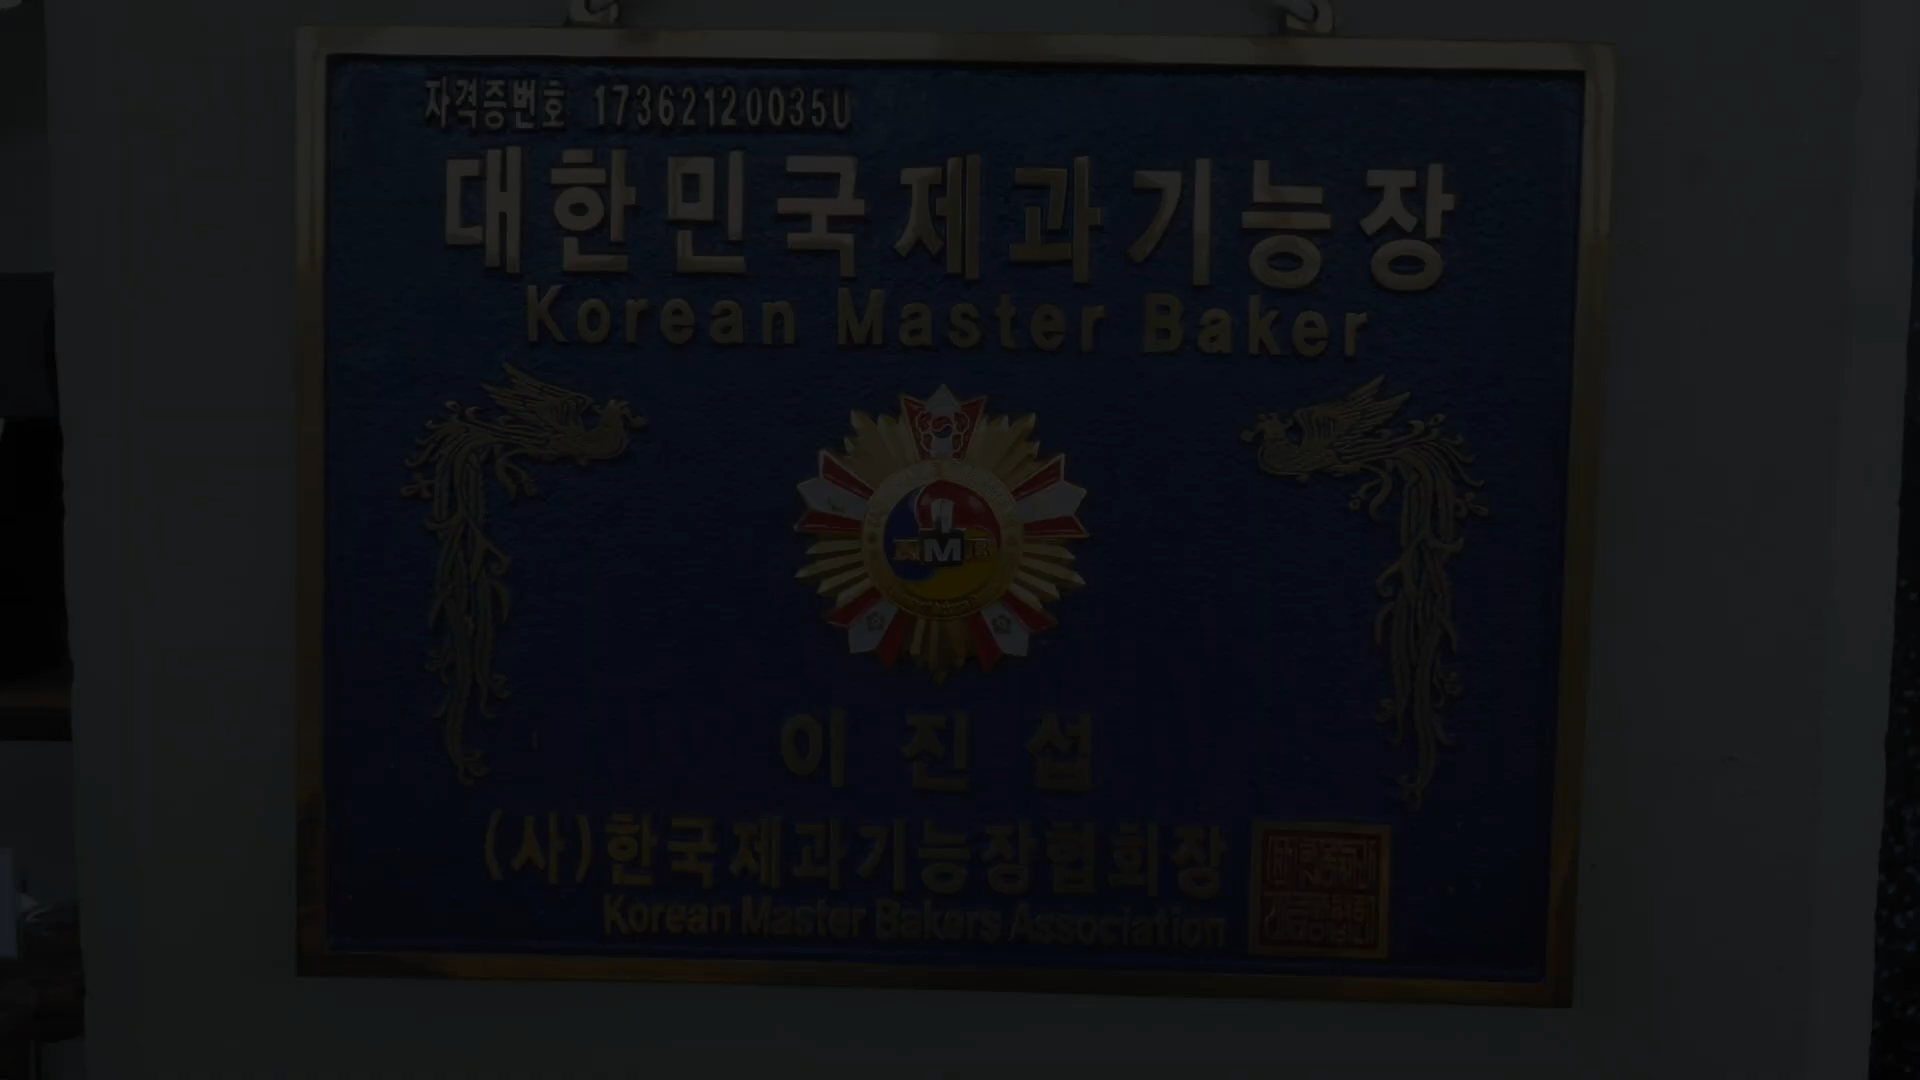 자격증번호 17362120035U
대한민국제과기능장
Korean Master Baker
KMB
이진섭
(사)한국제과기능장협회장
Korean Master Bakers Association